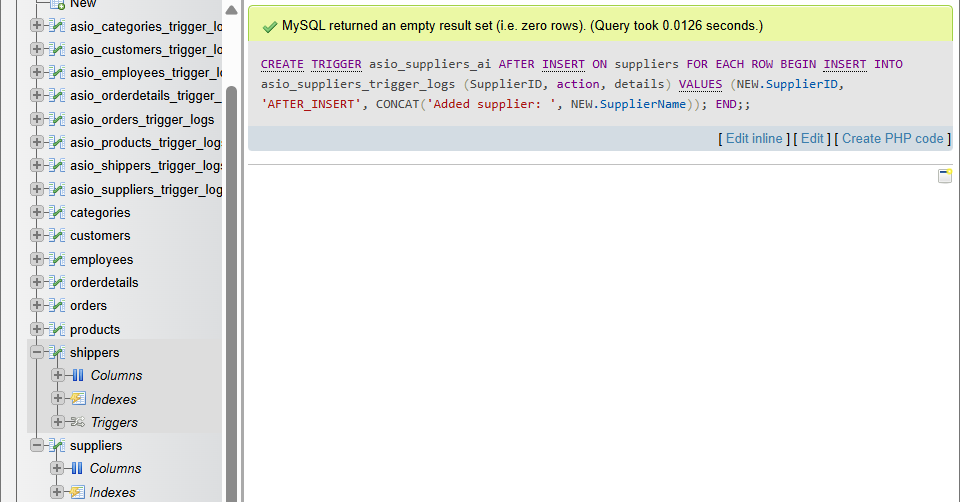 New
asio_categories_trigger_lo
asio_customers_trigger_lo
asio_employees_trigger_l
asio_orderdetails_trigger_
asio_orders_trigger_logs
asio_products_trigger_logs
asio_shippers_trigger_logs
asio_suppliers_trigger_log
categories
customers
employees
orderdetails
orders
products
shippers
Columns
Indexes
Triggers
suppliers
Columns
Indexes
MySQL returned an empty result set (i.e. zero rows). (Query took 0.0126 seconds.)
CREATE TRIGGER asio_suppliers_ai AFTER INSERT ON suppliers FOR EACH ROW BEGIN INSERT INTO
asio_suppliers_trigger_logs (SupplierID, action, details) VALUES (NEW.SupplierID,
'AFTER_INSERT', CONCAT('Added supplier: ', NEW.SupplierName)); END;;
[ Edit inline ] [ Edit ] [ Create PHP code ]